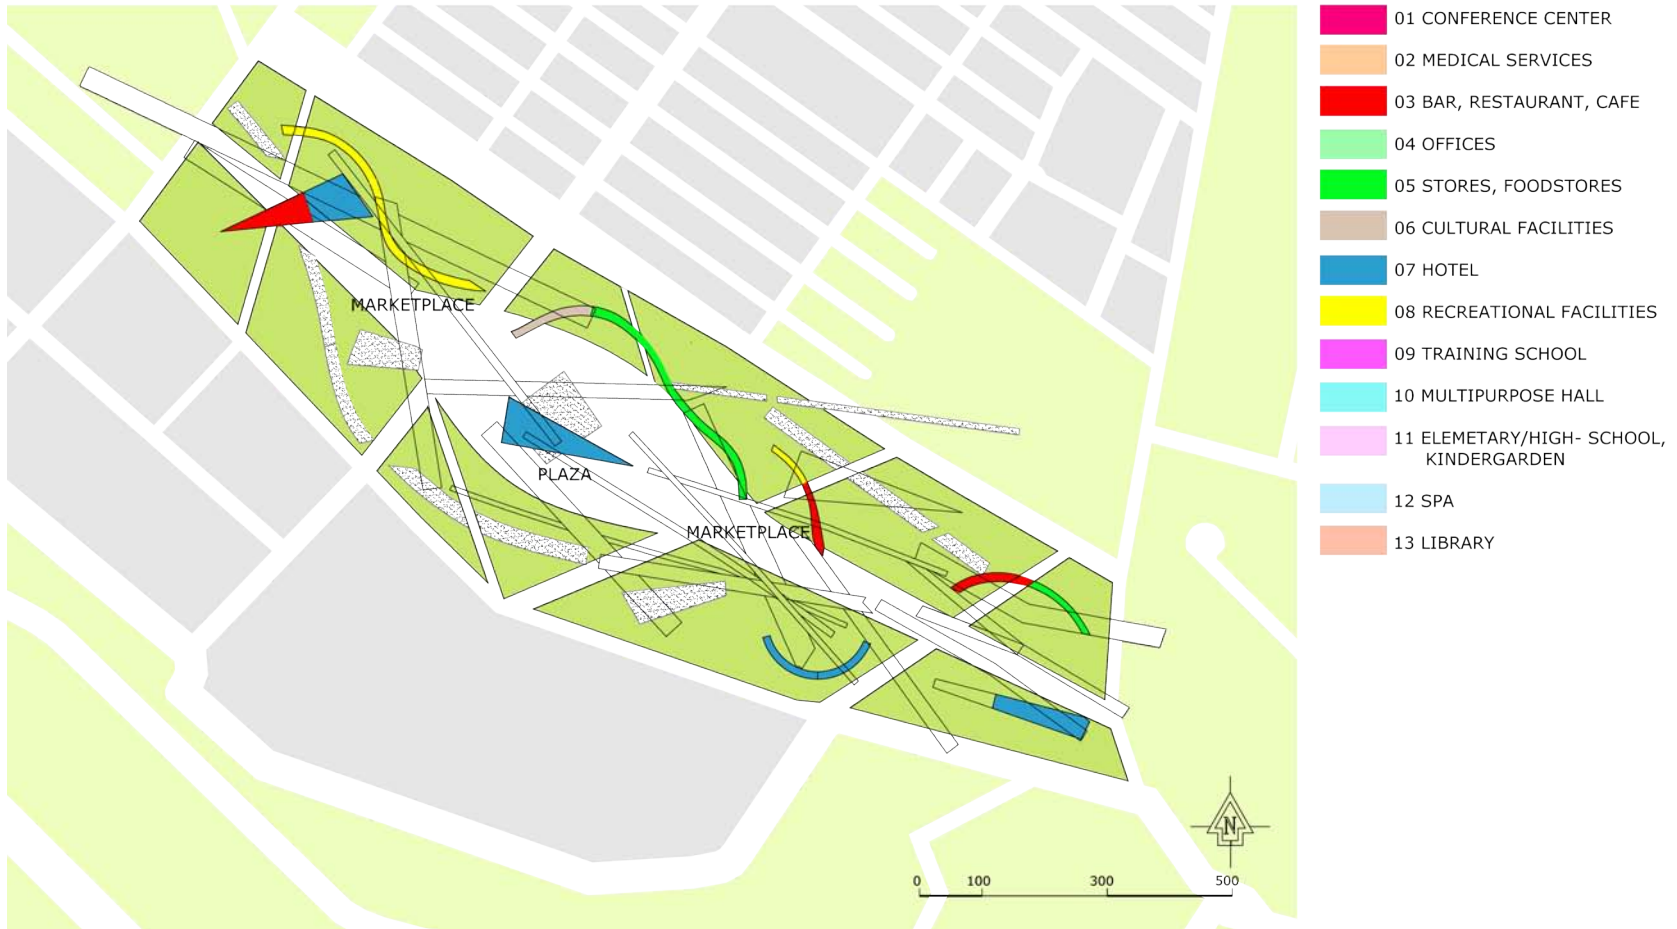 01 CONFERENCE CENTER
02 MEDICAL SERVICES
03 BAR, RESTAURANT, CAFE
04 OFFICES
05 STORES, FOODSTORES
06 CULTURAL FACILITIES
07 HOTEL
08 RECREATIONAL FACILITIES
09 TRAINING SCHOOL
10 MULTIPURPOSE HALL
11 ELEMETARY/HIGH- SCHOOL,
KINDERGARDEN
12 SPA
13 LIBRARY
MARKETPLACE
PLAZA
MARKETPLACE
N
0 100 300 500